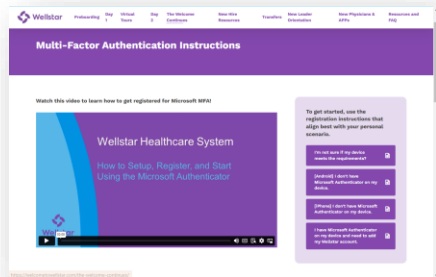 Wellstar
Preboarding
Day 1
Virtual Tours
Day 2
The Welcome Continues
New Hire Resources
Transfers
New Leader Orientation
New Physicians & APPs
Resources and FAQ
Multi-Factor Authentication Instructions
Watch this video to learn how to get registered for Microsoft MFA!
Wellstar Healthcare System
How to Setup, Register, and Start
Using the Microsoft Authenticator
Wellstar
To get started, use the
registration instructions that
align best with your personal
scenario.
I'm not sure if my device
meets the requirements?
[Android] I don't have
Microsoft Authenticator on my
device.
[iPhone] I don't have Microsoft
Authenticator on my device.
I have Microsoft Authenticator
on my device and need to add
my Wellstar account.